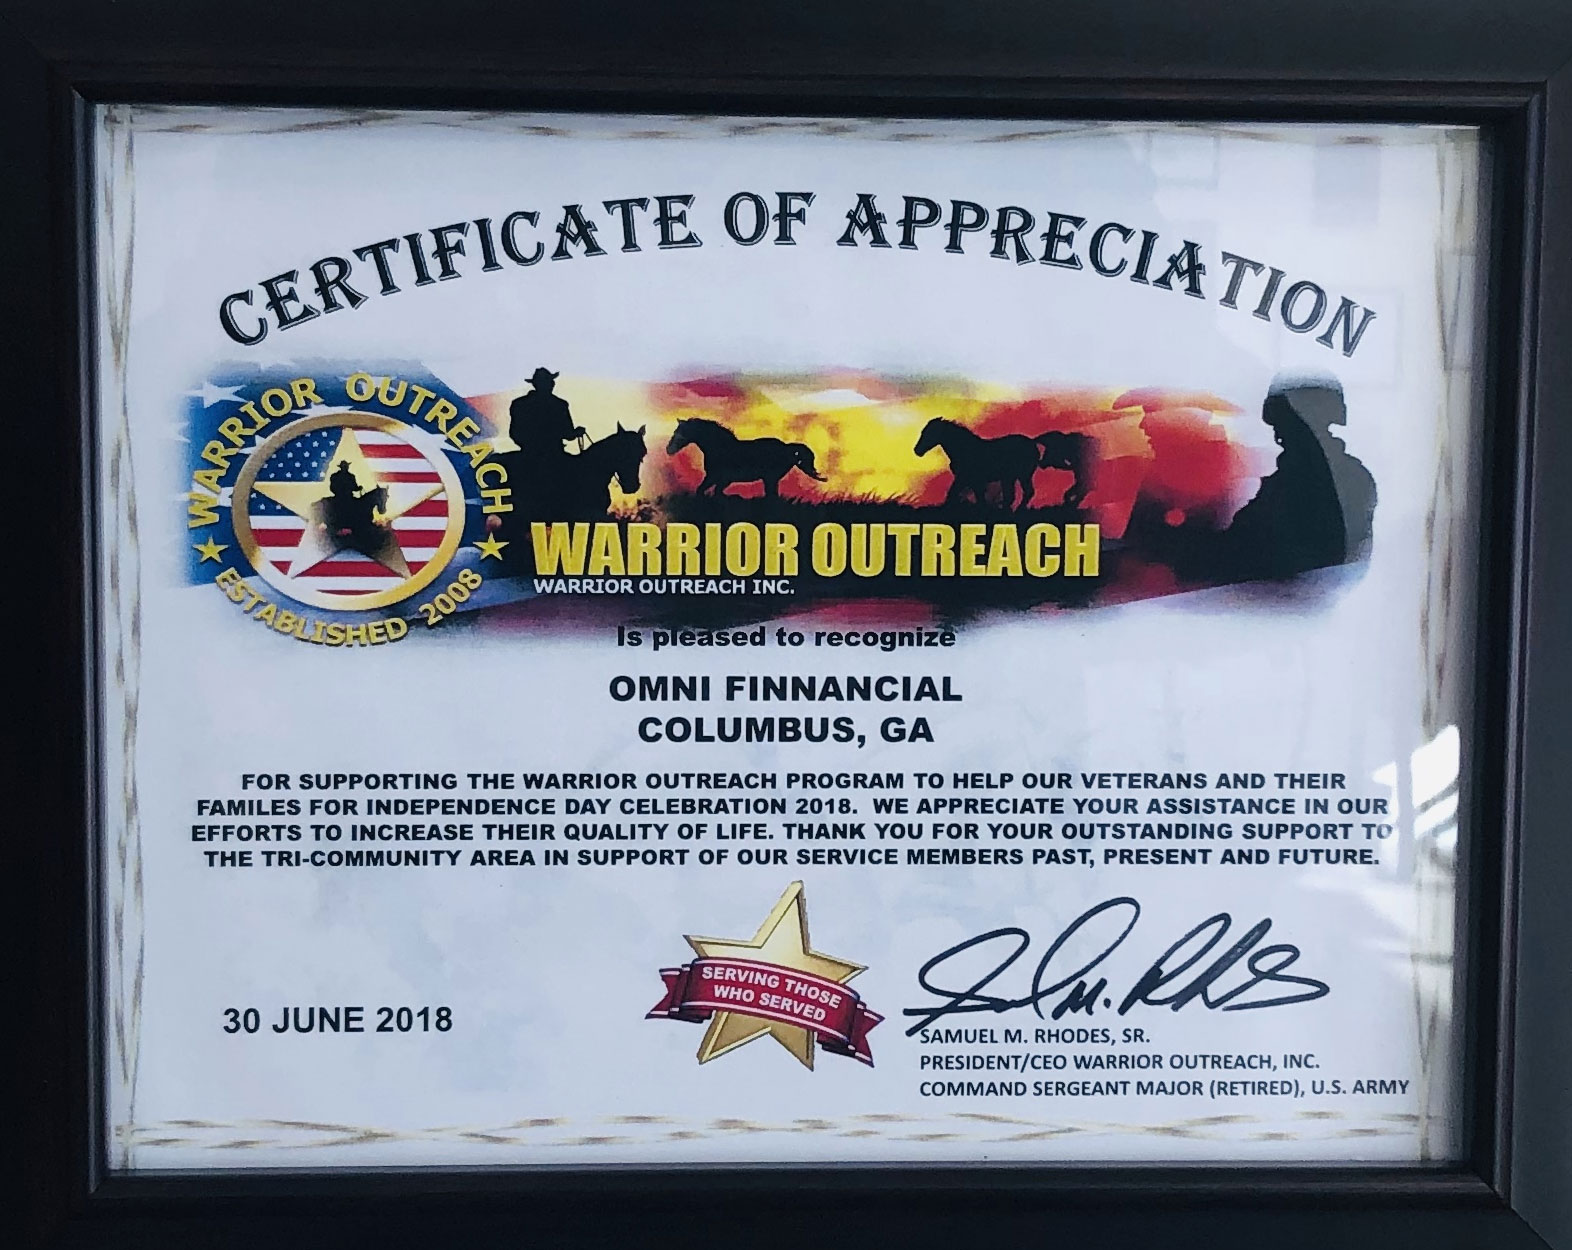 CERTIFICATE OF APPRECIATION
WARRIOR OUTREACH
ESTABLISHED 2008
WARRIOR OUTREACH
WARRIOR OUTREACH INC.
Is pleased to recognize
OMNI FINNANCIAL
COLUMBUS, GA
FOR SUPPORTING THE WARRIOR OUTREACH PROGRAM TO HELP OUR VETERANS AND THEIR
FAMILES FOR INDEPENDENCE DAY CELEBRATION 2018. WE APPRECIATE YOUR ASSISTANCE IN OUR
EFFORTS TO INCREASE THEIR QUALITY OF LIFE. THANK YOU FOR YOUR OUTSTANDING SUPPORT TO
THE TRI-COMMUNITY AREA IN SUPPORT OF OUR SERVICE MEMBERS PAST, PRESENT AND FUTURE.
SERVING THOSE
WHO SERVED
30 JUNE 2018
SAMUEL M. RHODES, SR.
PRESIDENT/CEO WARRIOR OUTREACH, INC.
COMMAND SERGEANT MAJOR (RETIRED), U.S. ARMY